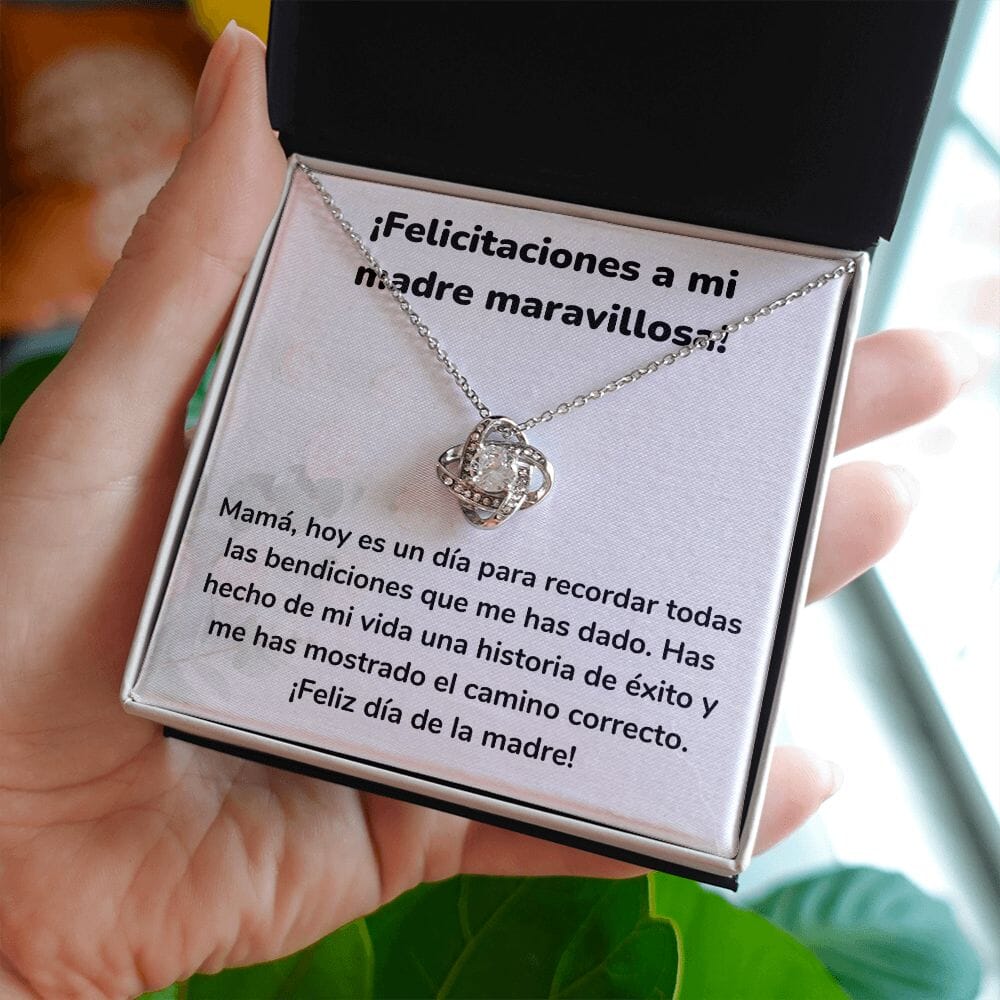 ¡Felicitaciones a mi
madre maravillosa!
Mamá, hoy es un día para recordar todas
las bendiciones que me has dado. Has
hecho de mi vida una historia de éxito y
me has mostrado el camino correcto.
¡Feliz día de la madre!